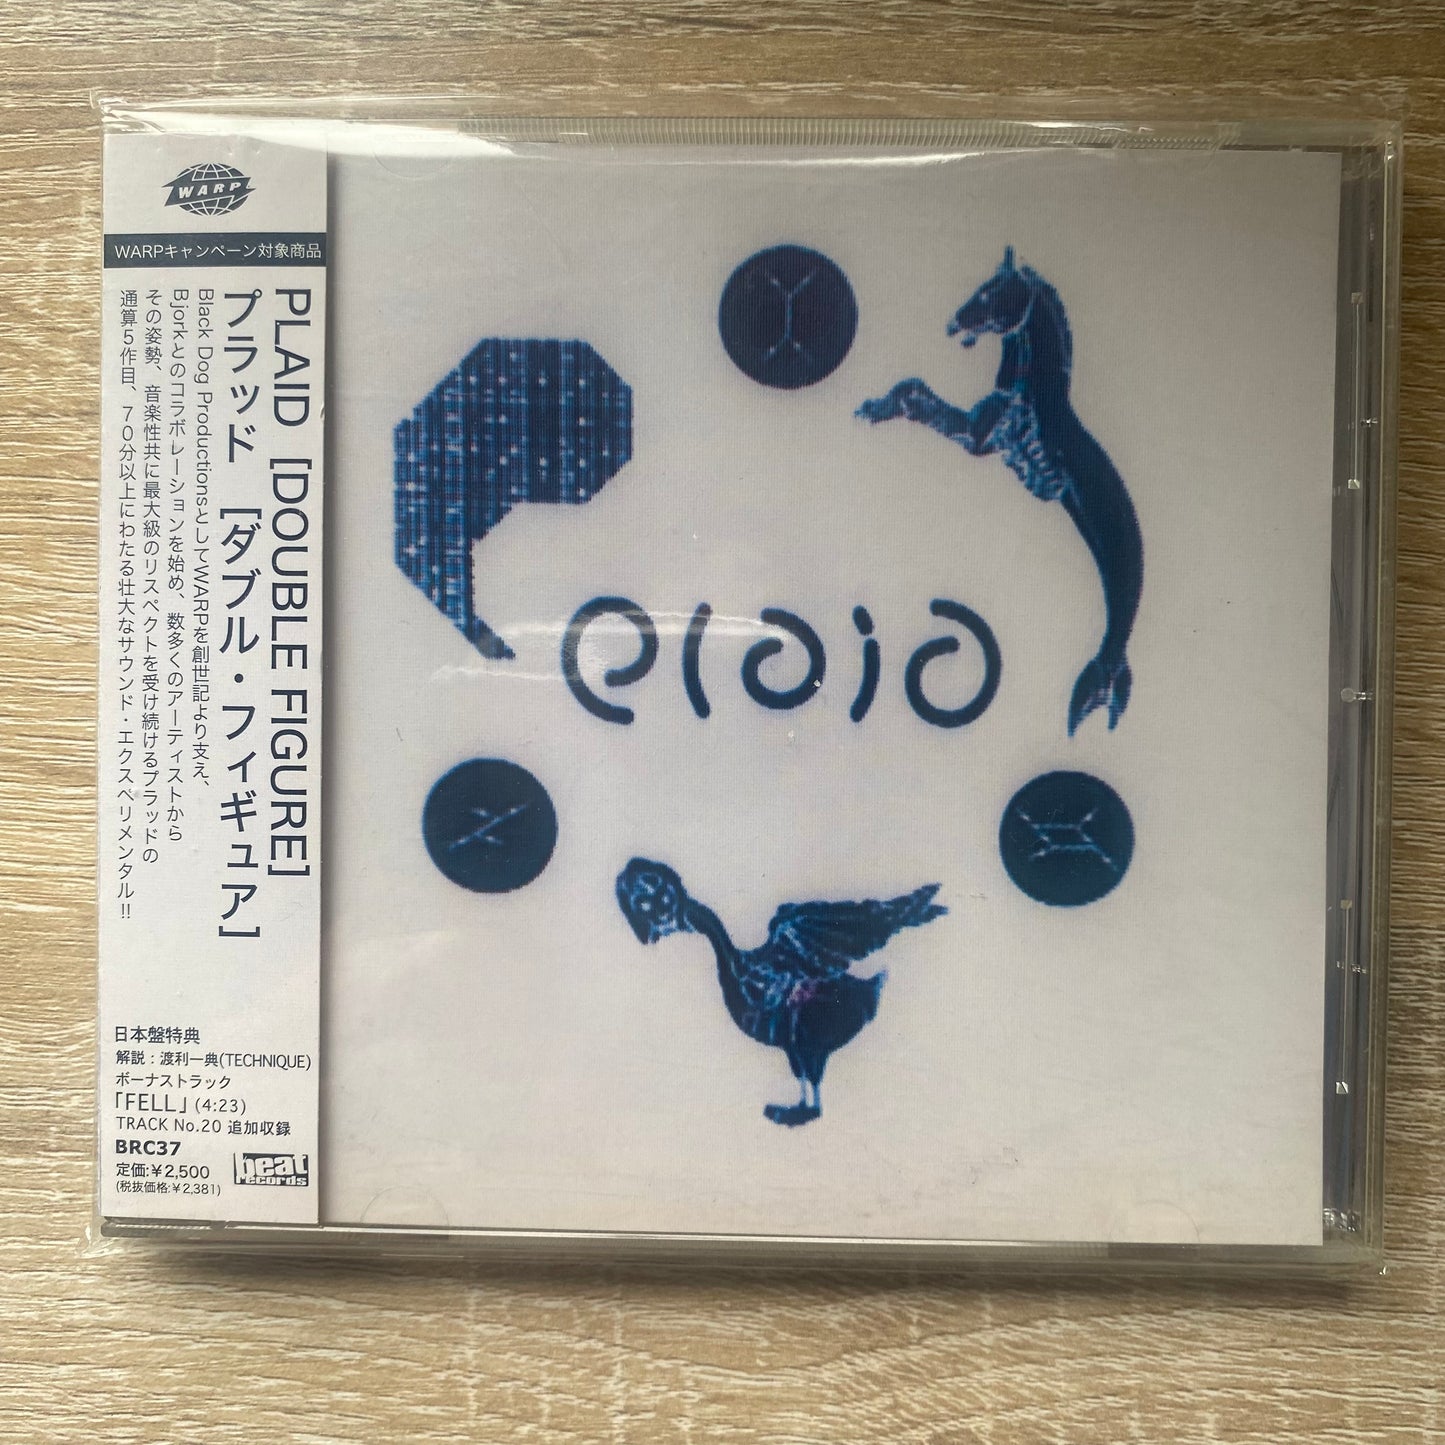 WARP
WARPキャンペーン対象商品
PLAID [DOUBLE FIGURE]
プラッド [ダブル・フィギュア]
Black Dog ProductionsとしてWARPを創世記より支え、
Bjorkとのコラボレーションを始め、数多くのアーティストから
その姿勢、音楽性共に最大級のリスペクトを受け続けるプラッドの
通算5作目、70分以上にわたる壮大なサウンド・エクスペリメンタル!!
日本盤特典
解説：渡利一典(TECHNIQUE)
ボーナストラック
「FELL」(4:23)
TRACK No.20 追加収録
BRC37
定価:¥2,500
(税抜価格:¥2,381)
beat
records
plaid